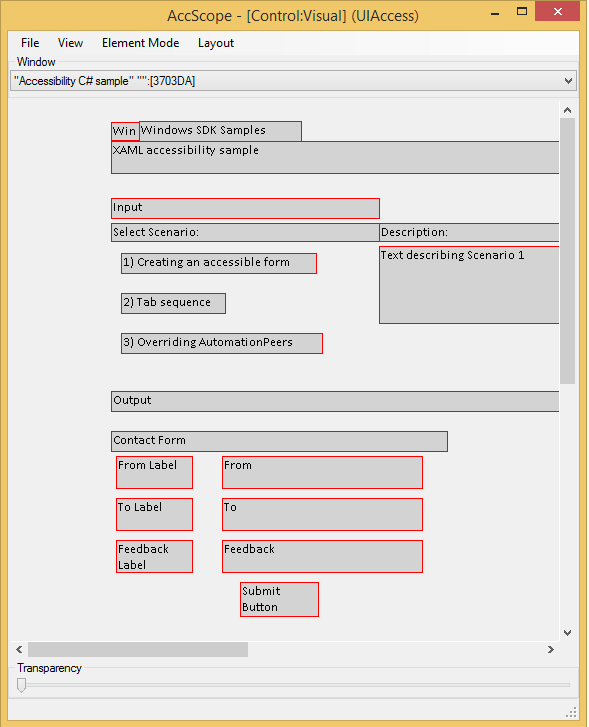 AccScope - [Control:Visual] (UIAccess)
File View Element Mode Layout
Window
"Accessibility C# sample" "":[3703DA]
Win Windows SDK Samples
XAML accessibility sample
Input
Select Scenario: Description:
1) Creating an accessible form Text describing Scenario 1
2) Tab sequence
3) Overriding AutomationPeers
Output
Contact Form
From Label From
To Label To
Feedback Feedback
Label
Submit
Button
Transparency